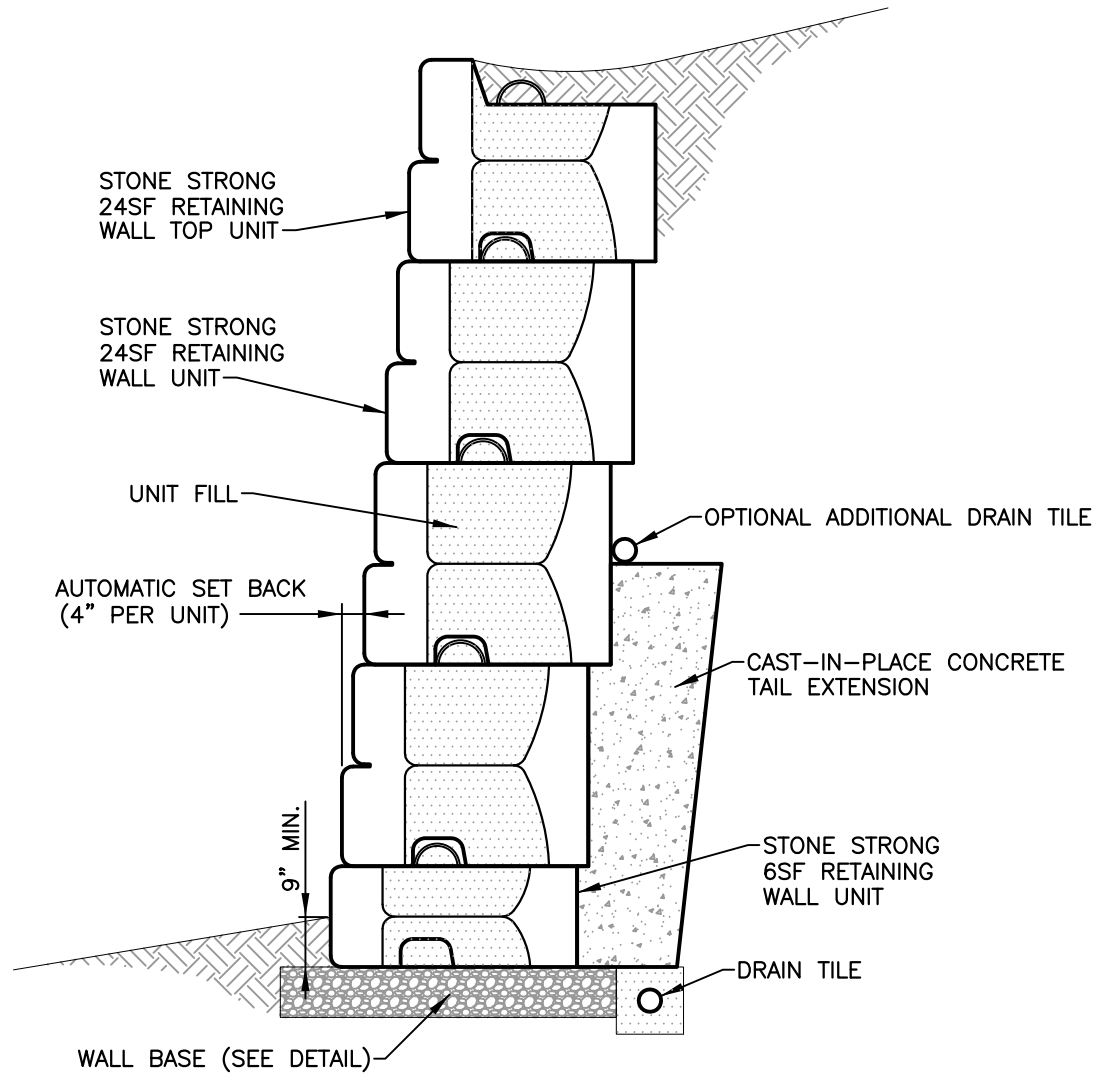 STONE STRONG
24SF RETAINING
WALL TOP UNIT
STONE STRONG
24SF RETAINING
WALL UNIT
UNIT FILL
OPTIONAL ADDITIONAL DRAIN TILE
AUTOMATIC SET BACK
(4" PER UNIT)
CAST-IN-PLACE CONCRETE
TAIL EXTENSION
9" MIN.
STONE STRONG
6SF RETAINING
WALL UNIT
DRAIN TILE
WALL BASE (SEE DETAIL)